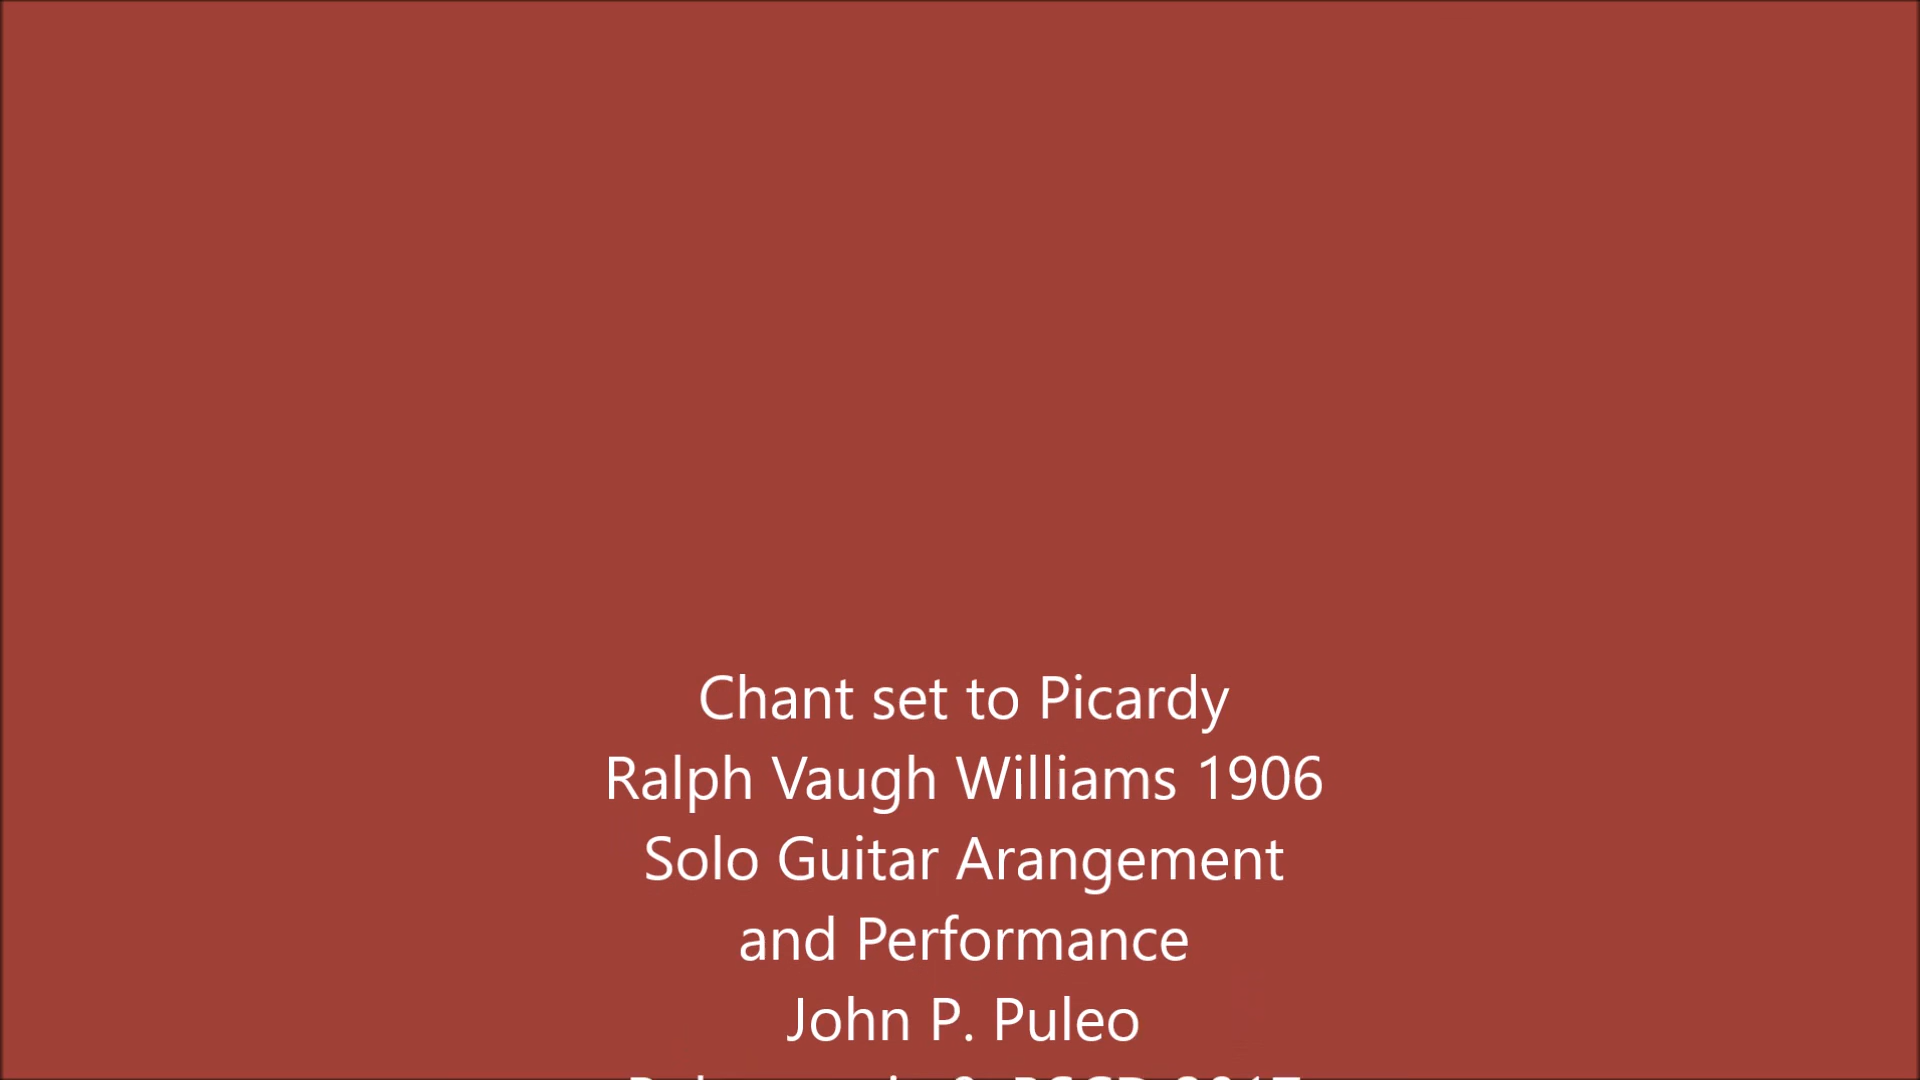 Chant set to Picardy
Ralph Vaugh Williams 1906
Solo Guitar Arangement
and Performance
John P. Puleo